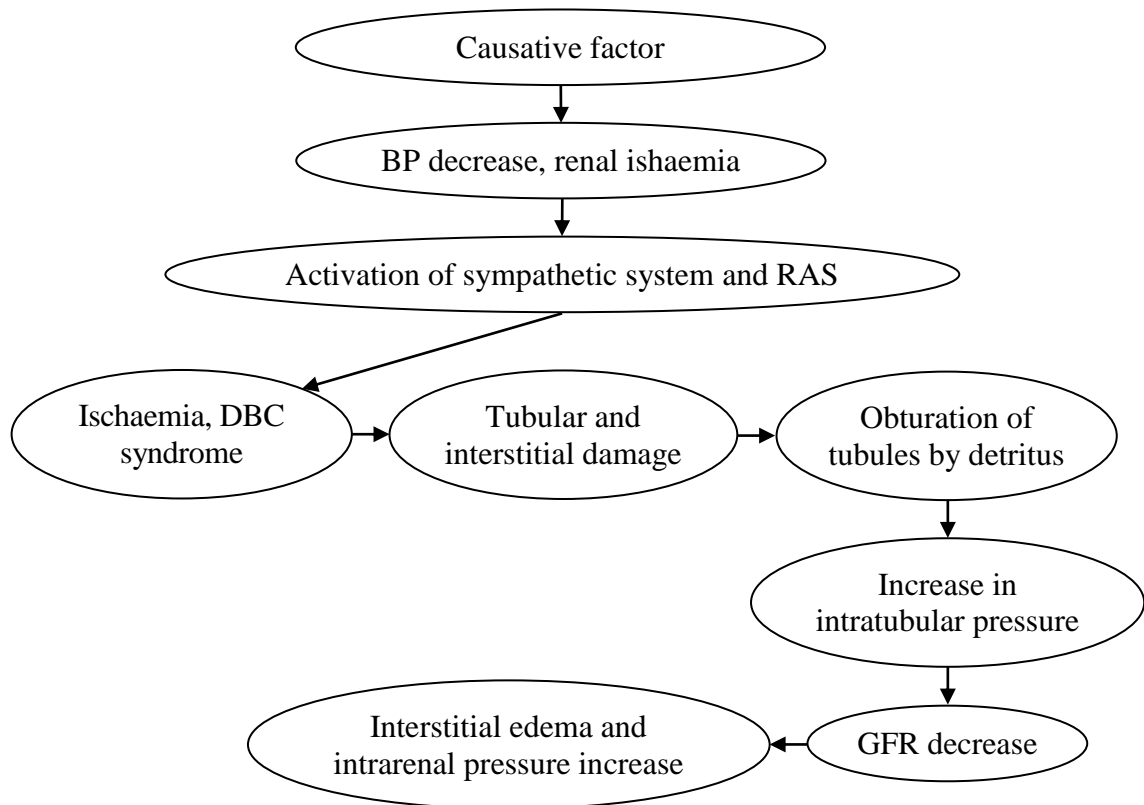 Causative factor
BP decrease, renal ishaemia
Activation of sympathetic system and RAS
Ischaemia, DBC
syndrome
Tubular and
interstitial damage
Obturation of
tubules by detritus
Increase in
intratubular pressure
GFR decrease
Interstitial edema and
intrarenal pressure increase